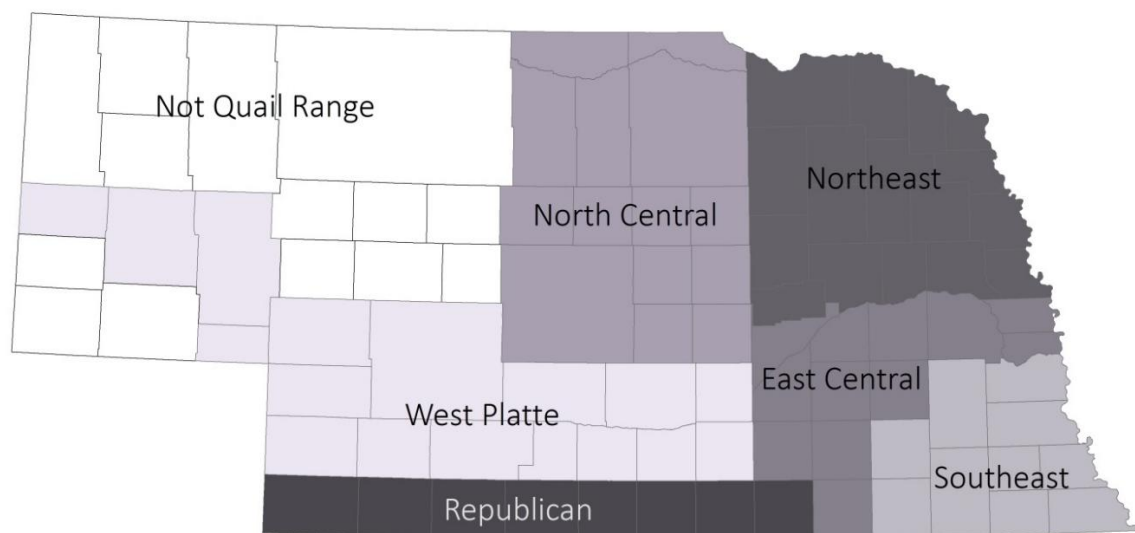 Not Quail Range
Northeast
North Central
East Central
West Platte
Southeast
Republican